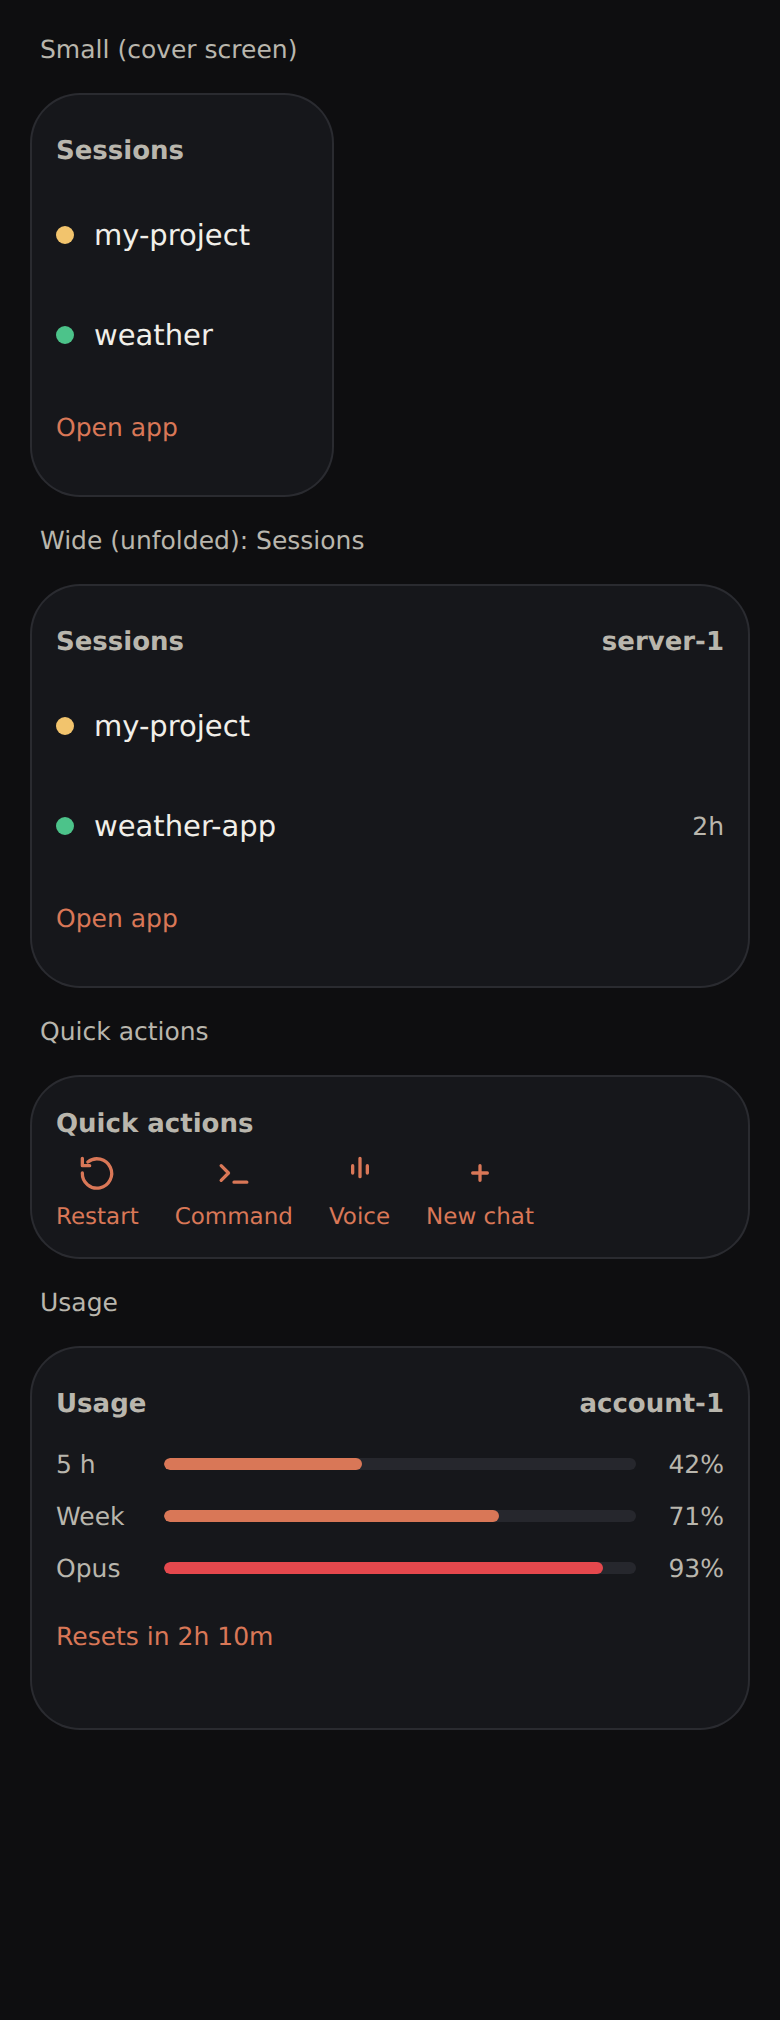 Small (cover screen)
Sessions
my-project
weather
Open app
Wide (unfolded): Sessions
Sessions server-1
my-project
weather-app 2h
Open app
Quick actions
Quick actions
Restart Command Voice New chat
Usage
Usage account-1
5 h 42%
Week 71%
Opus 93%
Resets in 2h 10m